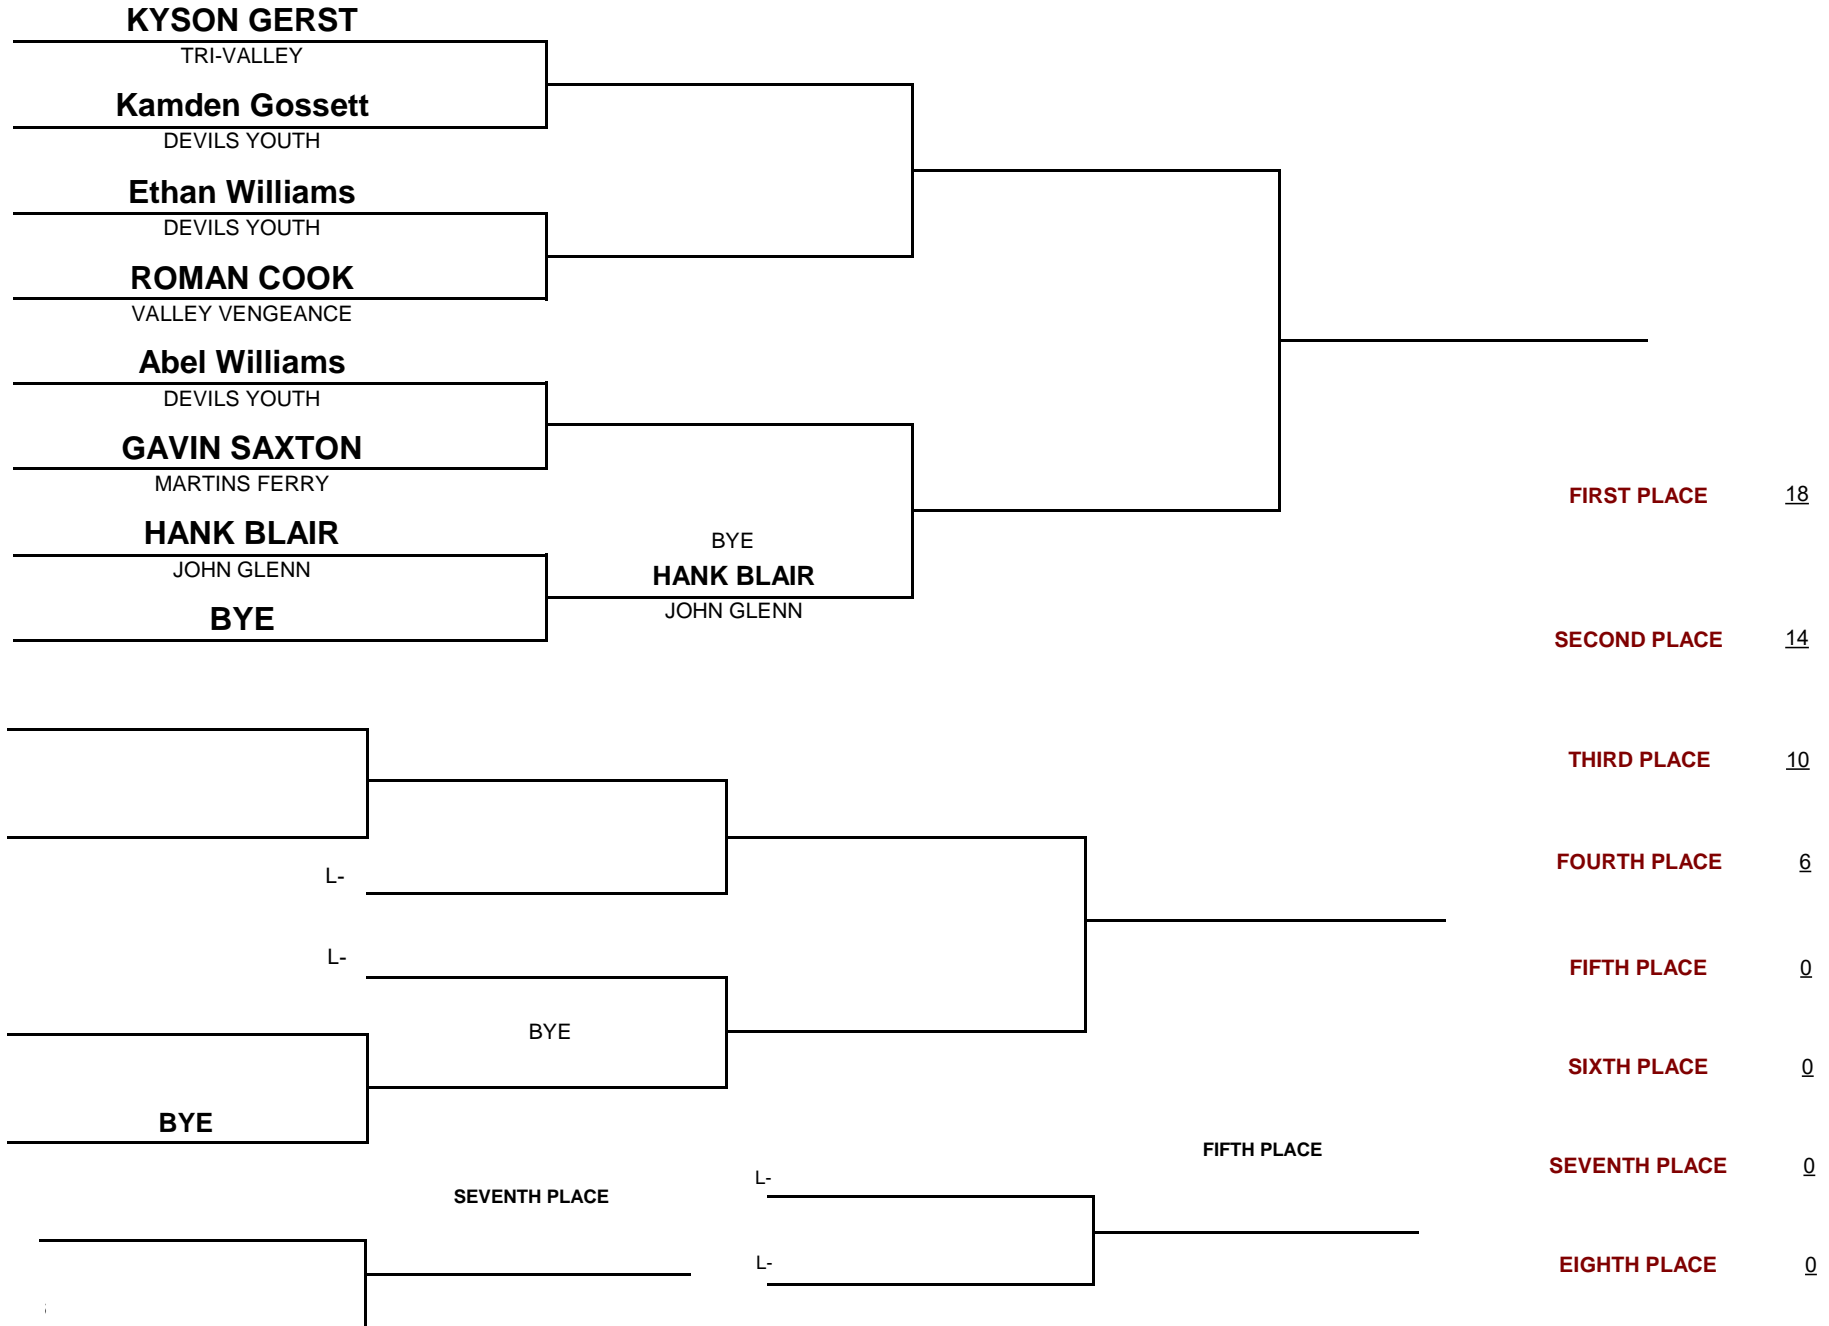 KYSON GERST
TRI-VALLEY
Kamden Gossett
DEVILS YOUTH
Ethan Williams
DEVILS YOUTH
ROMAN COOK
VALLEY VENGEANCE
Abel Williams
DEVILS YOUTH
GAVIN SAXTON
MARTINS FERRY
HANK BLAIR
JOHN GLENN
BYE
BYE
HANK BLAIR
JOHN GLENN
FIRST PLACE 18
SECOND PLACE 14
THIRD PLACE 10
FOURTH PLACE 6
FIFTH PLACE 0
SIXTH PLACE 0
SEVENTH PLACE 0
EIGHTH PLACE 0
L-
L-
BYE
BYE
SEVENTH PLACE
L-
L-
FIFTH PLACE